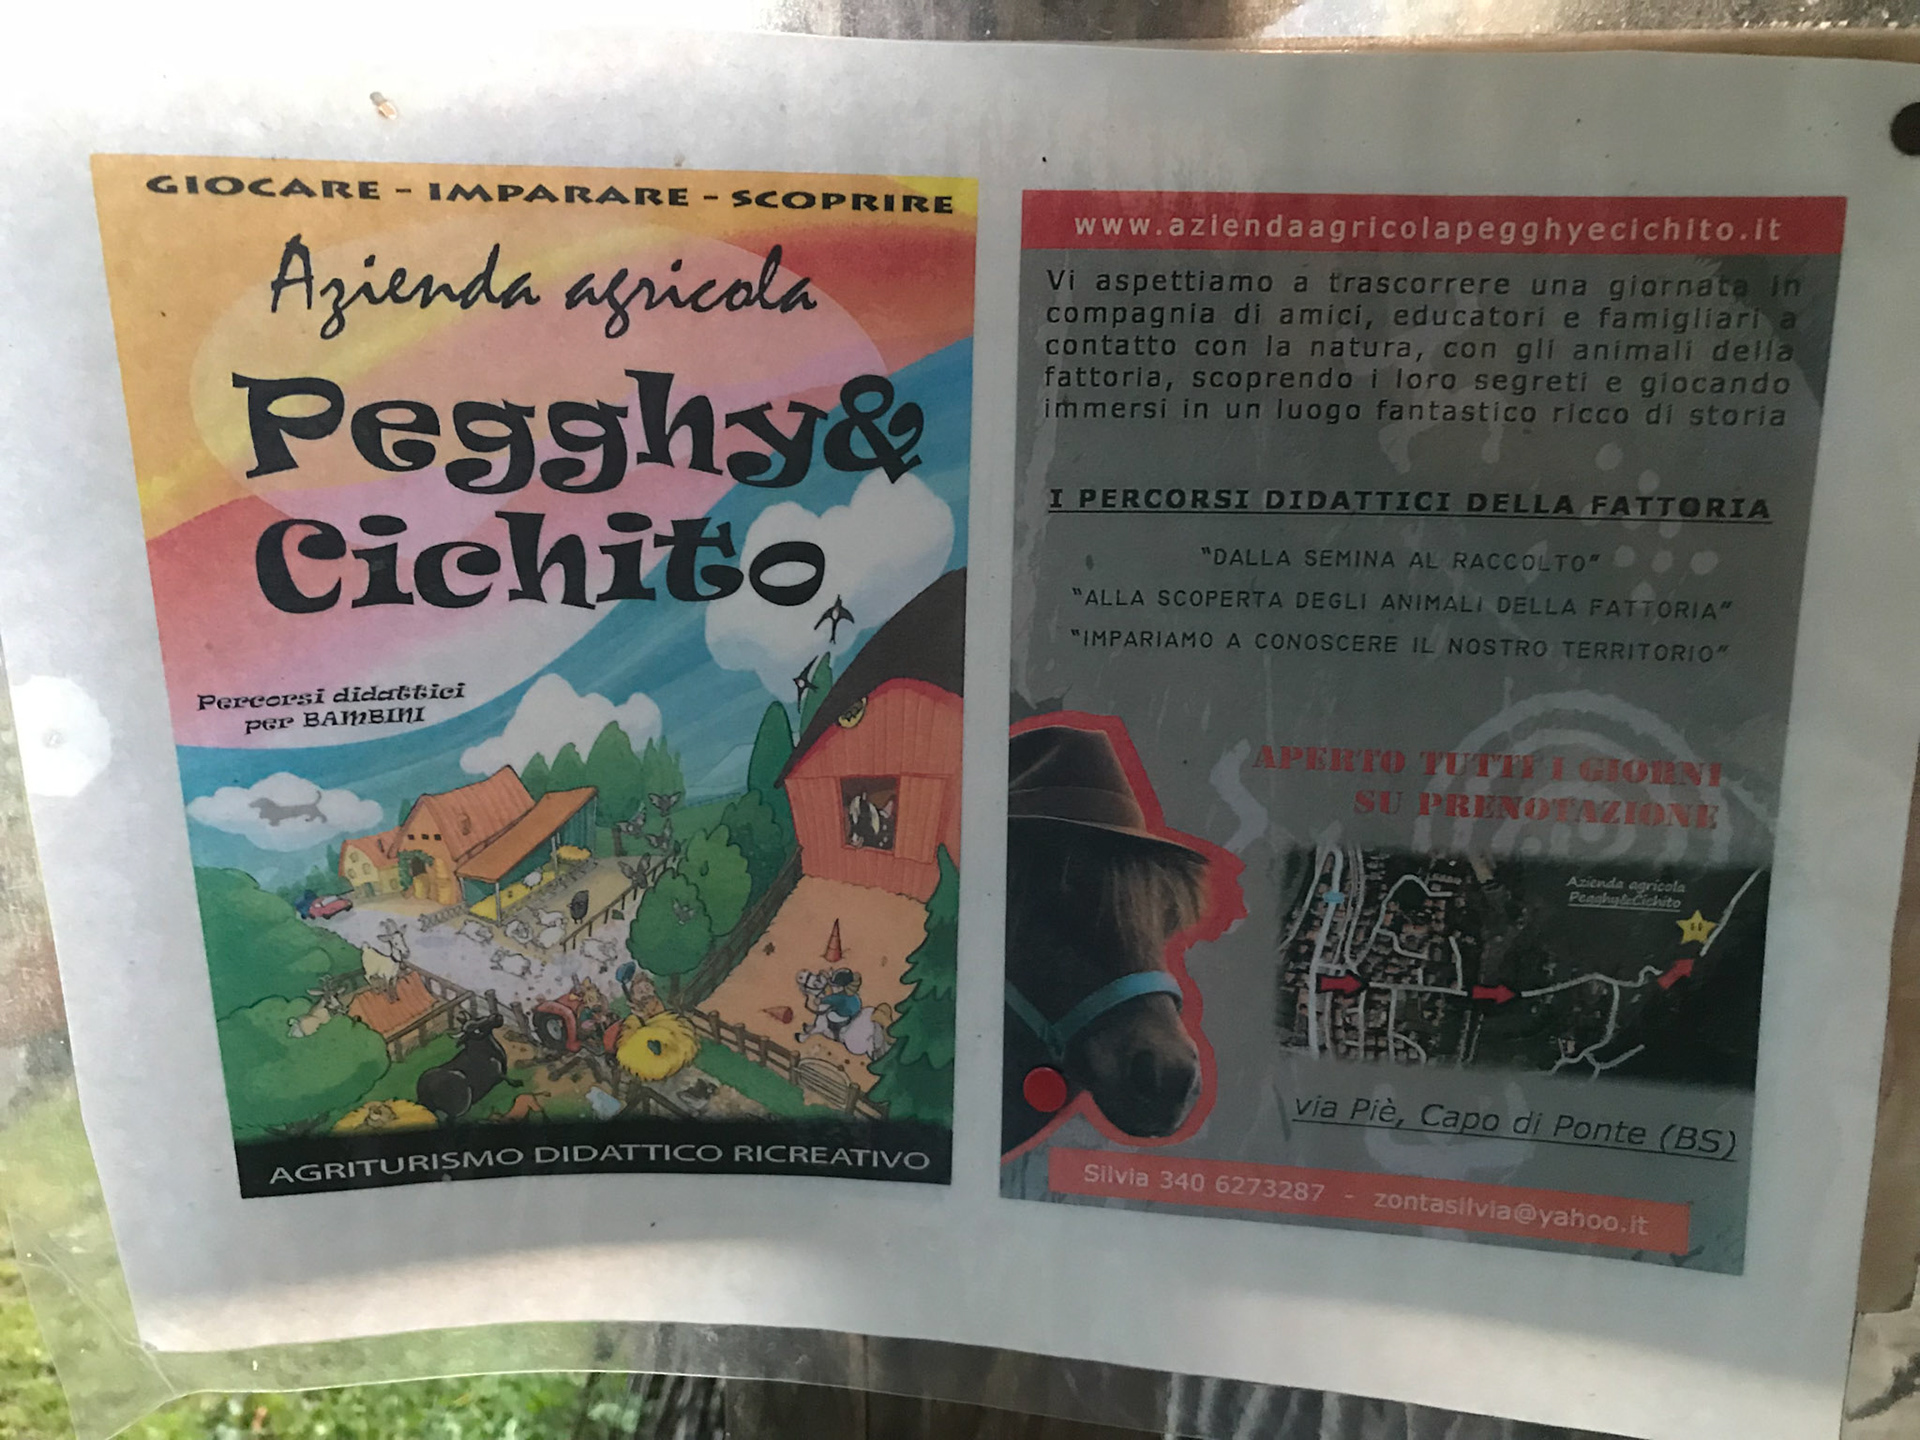 GIOCARE - IMPARARE - SCOPRIRE
Azienda agricola
Pegghy&
Cichito
Percorsi didattici
per BAMBINI
AGRITURISMO DIDATTICO RICREATIVO
www.aziendaagricolapegghyecichito.it
Vi aspettiamo a trascorrere una giornata in
compagnia di amici, educatori e famigliari a
contatto con la natura, con gli animali della
fattoria, scoprendo i loro segreti e giocando
immersi in un luogo fantastico ricco di storia
I PERCORSI DIDATTICI DELLA FATTORIA
"DALLA SEMINA AL RACCOLTO"
"ALLA SCOPERTA DEGLI ANIMALI DELLA FATTORIA"
"IMPARIAMO A CONOSCERE IL NOSTRO TERRITORIO"
APERTO TUTTI I GIORNI
SU PRENOTAZIONE
Azienda agricola
Pegghy&Cichito
via Piè, Capo di Ponte (BS)
Silvia 340 6273287 - zontasilvia@yahoo.it